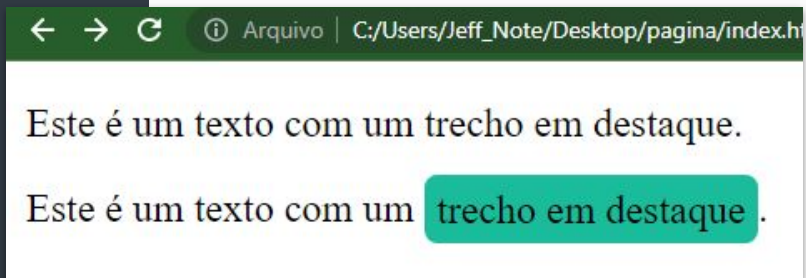 Arquivo | C:/Users/Jeff_Note/Desktop/pagina/index.ht
Este é um texto com um trecho em destaque.
Este é um texto com um trecho em destaque.